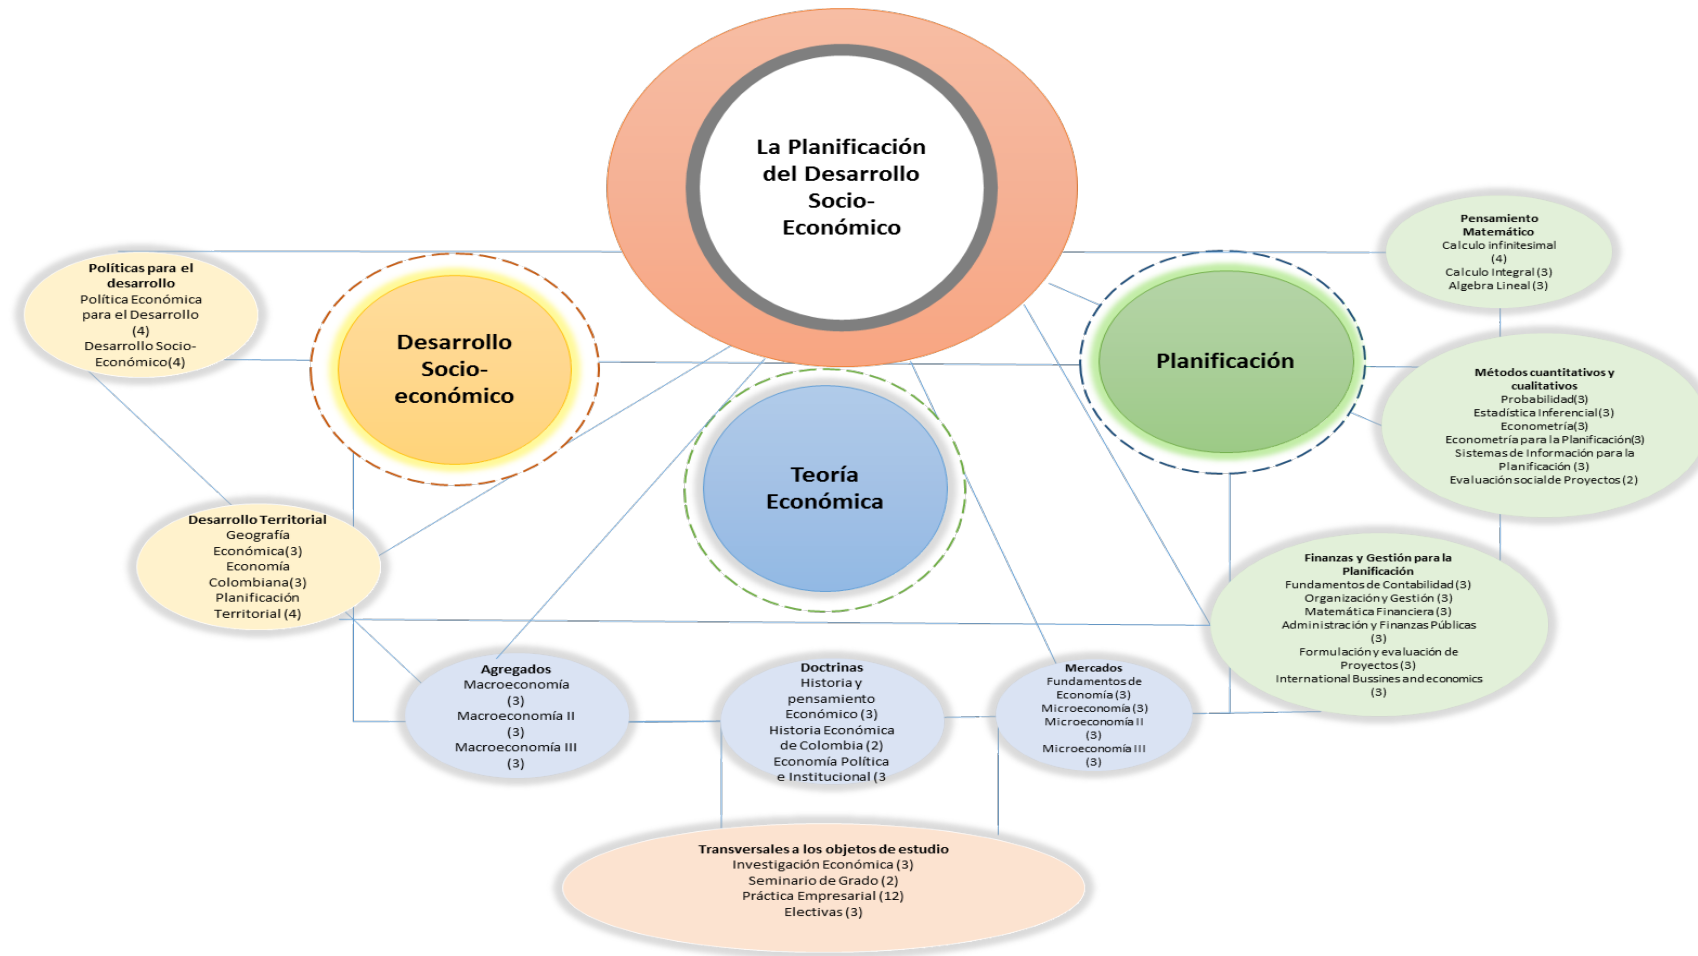 La Planificación
del Desarrollo
Socio-
Económico
Pensamiento
Matemático
Calculo infinitesimal
(4)
Calculo Integral (3)
Algebra Lineal (3)
Políticas para el
desarrollo
Política Económica
para el Desarrollo
(4)
Desarrollo Socio-
Económico(4)
Desarrollo
Socio-
económico
Planificación
Métodos cuantitativos y
cualitativos
Probabilidad(3)
Estadística Inferencial (3)
Econometría(3)
Econometría para la Planificación(3)
Sistemas de Información para la
Planificación (3)
Evaluación social de Proyectos (2)
Teoría
Económica
Desarrollo Territorial
Geografía
Económica(3)
Economía
Colombiana(3)
Planificación
Territorial (4)
Finanzas y Gestión para la
Planificación
Fundamentos de Contabilidad (3)
Organización y Gestión (3)
Matemática Financiera (3)
Administración y Finanzas Públicas
(3)
Formulación y evaluación de
Proyectos (3)
International Bussines and economics
(3)
Agregados
Macroeconomía
(3)
Macroeconomía II
(3)
Macroeconomía III
(3)
Doctrinas
Historia y
pensamiento
Económico (3)
Historia Económica
de Colombia (2)
Economía Política
e Institucional (3
Mercados
Fundamentos de
Economía (3)
Microeconomía (3)
Microeconomía II
(3)
Microeconomía III
(3)
Transversales a los objetos de estudio
Investigación Económica (3)
Seminario de Grado (2)
Práctica Empresarial (12)
Electivas (3)